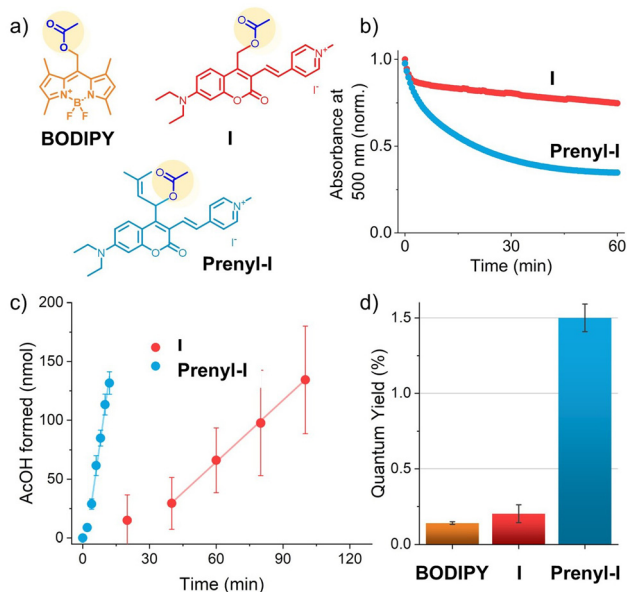 a)
O
O
N
N+
B-
F
F
BODIPY
O
O
N+
I-
N
O
O
I
O
O
N+
I-
N
O
O
Prenyl-I
b)
Absorbance at
500 nm (norm.)
1.0
0.5
0.0
I
Prenyl-I
0 30 60
Time (min)
c)
AcOH formed (nmol)
200
150
100
50
0
I
Prenyl-I
0 30 60 90 120
Time (min)
d)
Quantum Yield (%)
1.5
1.0
0.5
0.0
BODIPY I Prenyl-I